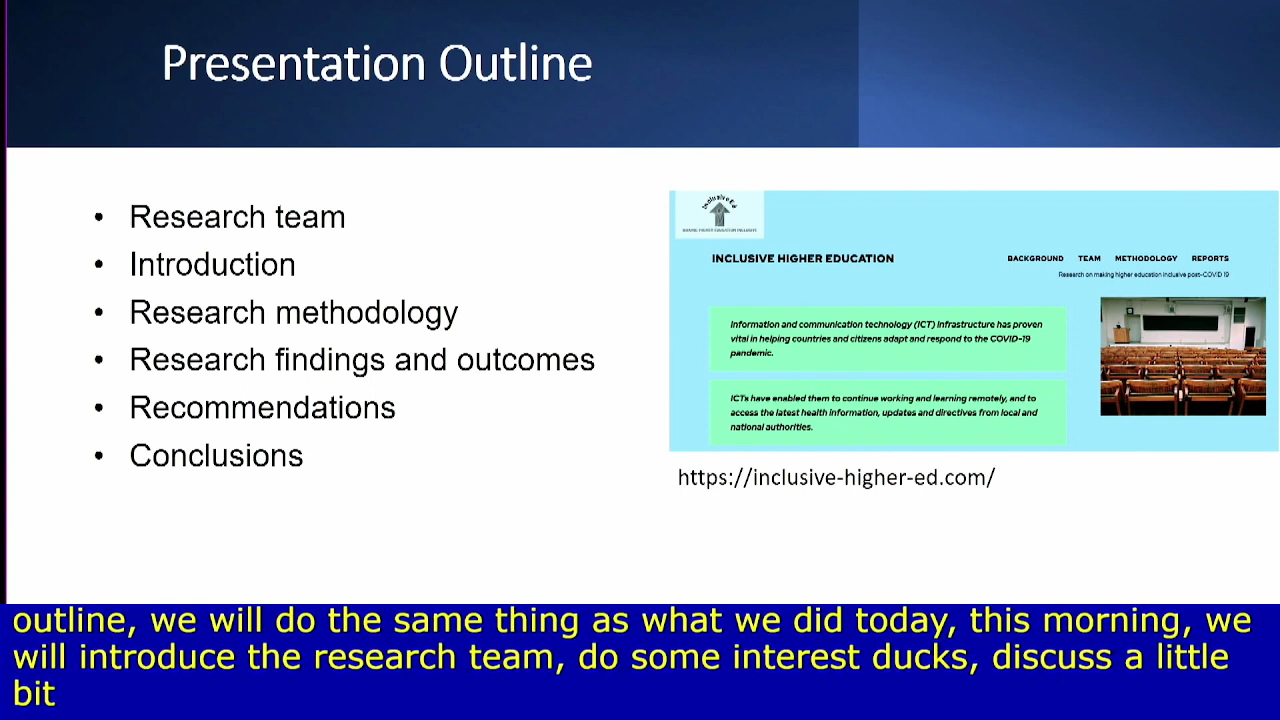 Presentation Outline
• Research team
• Introduction
• Research methodology
• Research findings and outcomes
• Recommendations
• Conclusions
InclusiveEd
MAKING HIGHER EDUCATION INCLUSIVE
INCLUSIVE HIGHER EDUCATION
BACKGROUND TEAM METHODOLOGY REPORTS
Research on making higher education inclusive post-COVID 19
Information and communication technology (ICT) infrastructure has proven
vital in helping countries and citizens adapt and respond to the COVID-19
pandemic.
ICTs have enabled them to continue working and learning remotely, and to
access the latest health information, updates and directives from local and
national authorities.
https://inclusive-higher-ed.com/
outline, we will do the same thing as what we did today, this morning, we
will introduce the research team, do some interest ducks, discuss a little
bit